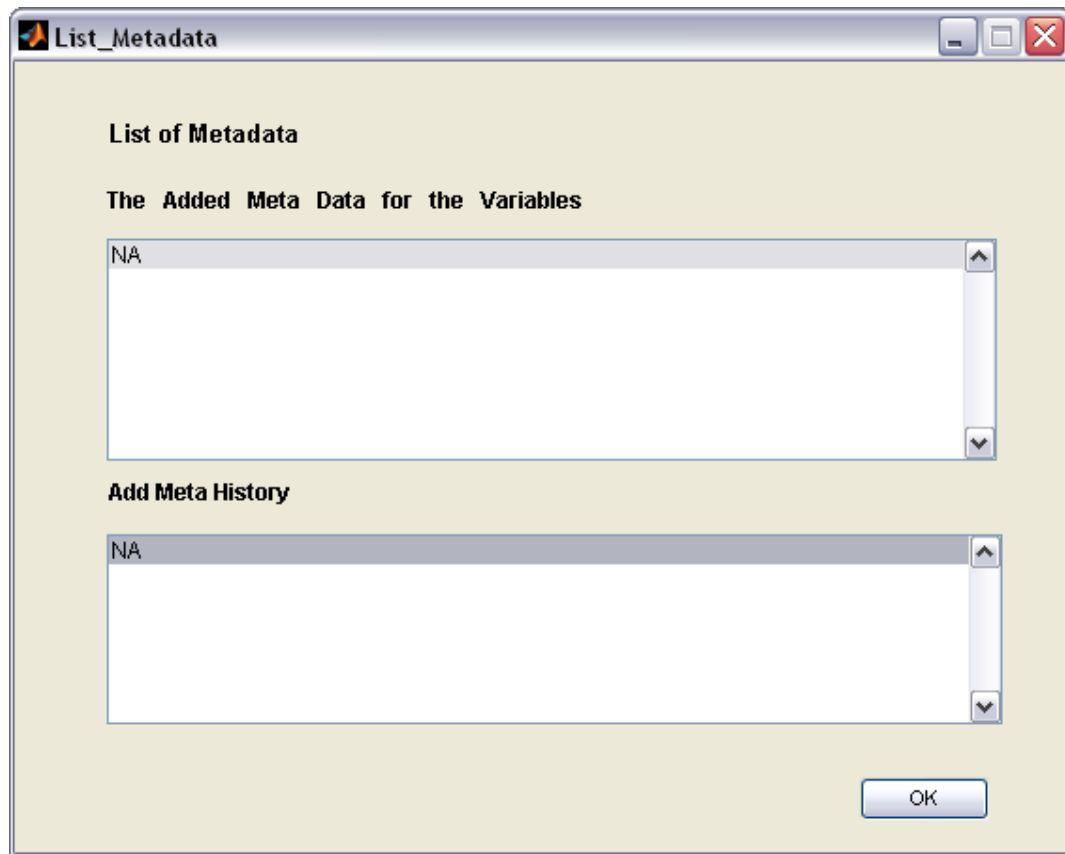 List_Metadata
List of Metadata
The Added Meta Data for the Variables
NA
Add Meta History
NA
OK